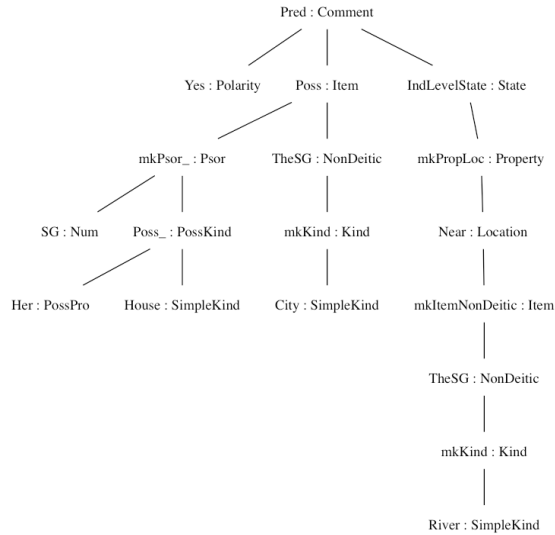 Pred : Comment
Yes : Polarity Poss : Item IndLevelState : State
mkPsor_ : Psor TheSG : NonDeitic mkPropLoc : Property
SG : Num Poss_ : PossKind mkKind : Kind Near : Location
Her : PossPro House : SimpleKind City : SimpleKind mkItemNonDeitic : Item
TheSG : NonDeitic
mkKind : Kind
River : SimpleKind